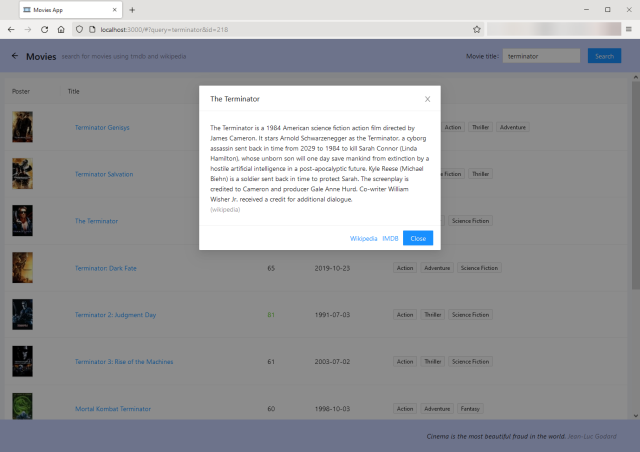 Movies App
localhost:3000/#?query=terminator&id=218
Movies search for movies using tmdb and wikipedia Movie title: terminator Search
Poster Title
The Terminator
The Terminator is a 1984 American science fiction action film directed by
James Cameron. It stars Arnold Schwarzenegger as the Terminator, a cyborg
assassin sent back in time from 2029 to 1984 to kill Sarah Connor (Linda
Hamilton), whose unborn son will one day save mankind from extinction by a
hostile artificial intelligence in a post-apocalyptic future. Kyle Reese (Michael
Biehn) is a soldier sent back in time to protect Sarah. The screenplay is
credited to Cameron and producer Gale Anne Hurd. Co-writer William
Wisher Jr. received a credit for additional dialogue.
(wikipedia)
Wikipedia IMDB Close
Terminator Genisys Action Thriller Adventure
Terminator Salvation Thriller
The Terminator Science Fiction
Terminator: Dark Fate 65 2019-10-23 Action Adventure Science Fiction
Terminator 2: Judgment Day 81 1991-07-03 Action Thriller Science Fiction
Terminator 3: Rise of the Machines 61 2003-07-02 Action Thriller Science Fiction
Mortal Kombat Terminator 60 1998-10-03 Action Adventure Fantasy
Cinema is the most beautiful fraud in the world. Jean-Luc Godard